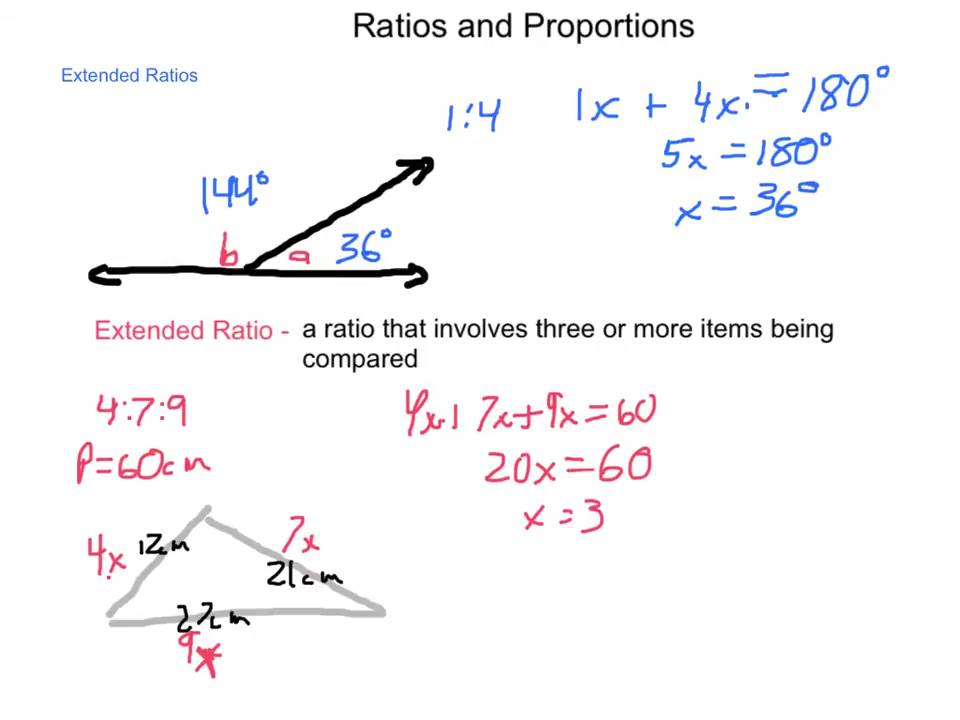 Ratios and Proportions
Extended Ratios
1:4
1x + 4x = 180°
5x = 180°
x = 36°
144°
b a 36°
Extended Ratio - a ratio that involves three or more items being
compared
4:7:9
P=60cm
4x+7x+9x=60
20x=60
x=3
4x 12cm 7x
21cm
27cm
9x